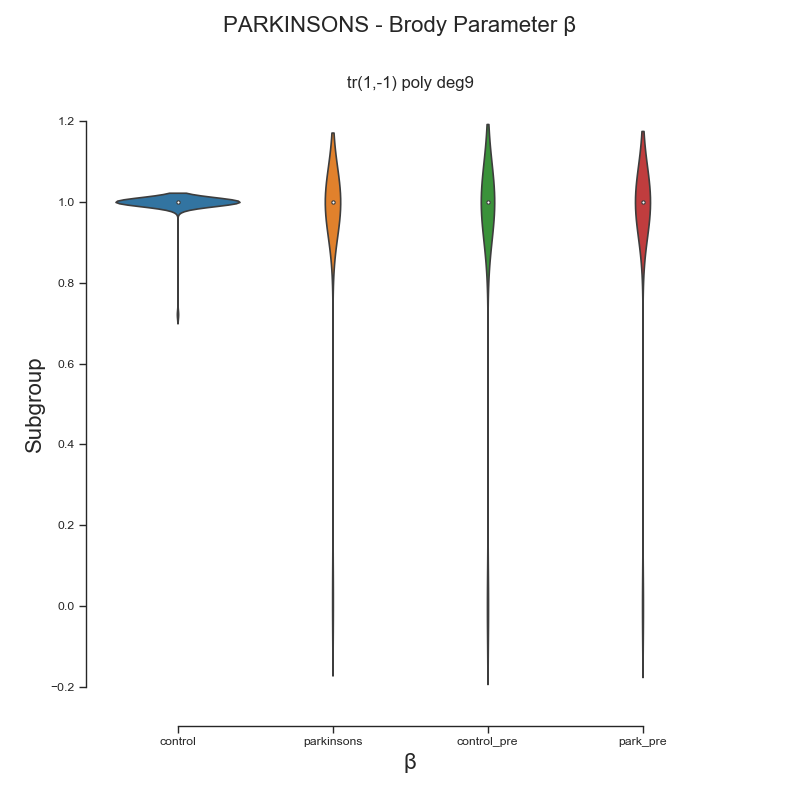 PARKINSONS - Brody Parameter β
tr(1,-1) poly deg9
1.2
1.0
0.8
0.6
0.4
0.2
0.0
−0.2
Subgroup
control
parkinsons
control_pre
park_pre
β